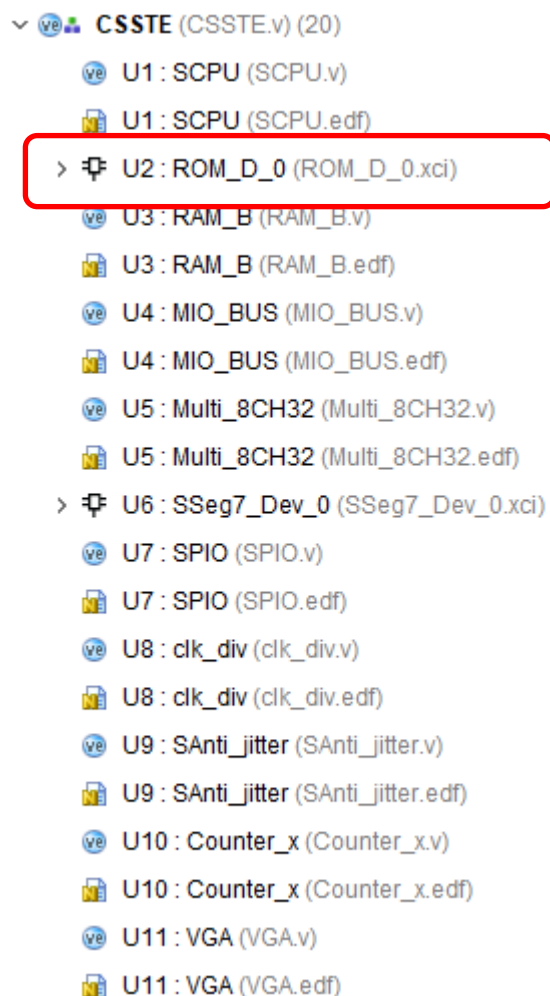 CSSTE (CSSTE.v) (20)
U1 : SCPU (SCPU.v)
U1 : SCPU (SCPU.edf)
U2 : ROM_D_0 (ROM_D_0.xci)
U3 : RAM_B (RAM_B.v)
U3 : RAM_B (RAM_B.edf)
U4 : MIO_BUS (MIO_BUS.v)
U4 : MIO_BUS (MIO_BUS.edf)
U5 : Multi_8CH32 (Multi_8CH32.v)
U5 : Multi_8CH32 (Multi_8CH32.edf)
U6 : SSeg7_Dev_0 (SSeg7_Dev_0.xci)
U7 : SPIO (SPIO.v)
U7 : SPIO (SPIO.edf)
U8 : clk_div (clk_div.v)
U8 : clk_div (clk_div.edf)
U9 : SAnti_jitter (SAnti_jitter.v)
U9 : SAnti_jitter (SAnti_jitter.edf)
U10 : Counter_x (Counter_x.v)
U10 : Counter_x (Counter_x.edf)
U11 : VGA (VGA.v)
U11 : VGA (VGA.edf)